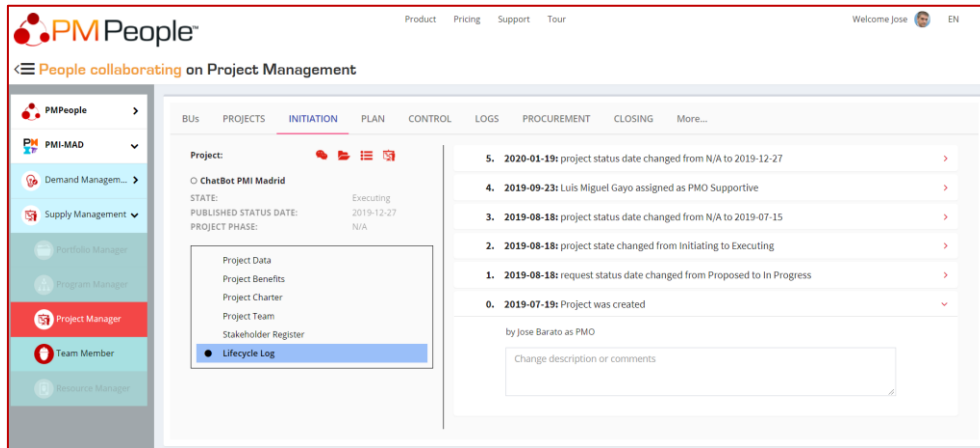 PMPeople™
Product Pricing Support Tour
Welcome Jose
EN
People collaborating on Project Management
PMPeople
PMI-MAD
Demand Managem...
Supply Management
Portfolio Manager
Program Manager
Project Manager
Team Member
Resource Manager
BUs PROJECTS INITIATION PLAN CONTROL LOGS PROCUREMENT CLOSING More...
Project:
ChatBot PMI Madrid
STATE: Executing
PUBLISHED STATUS DATE: 2019-12-27
PROJECT PHASE: N/A
Project Data
Project Benefits
Project Charter
Project Team
Stakeholder Register
Lifecycle Log
5. 2020-01-19: project status date changed from N/A to 2019-12-27
4. 2019-09-23: Luis Miguel Gayo assigned as PMO Supportive
3. 2019-08-18: project status date changed from N/A to 2019-07-15
2. 2019-08-18: project state changed from Initiating to Executing
1. 2019-08-18: request status date changed from Proposed to In Progress
0. 2019-07-19: Project was created
by Jose Barato as PMO
Change description or comments